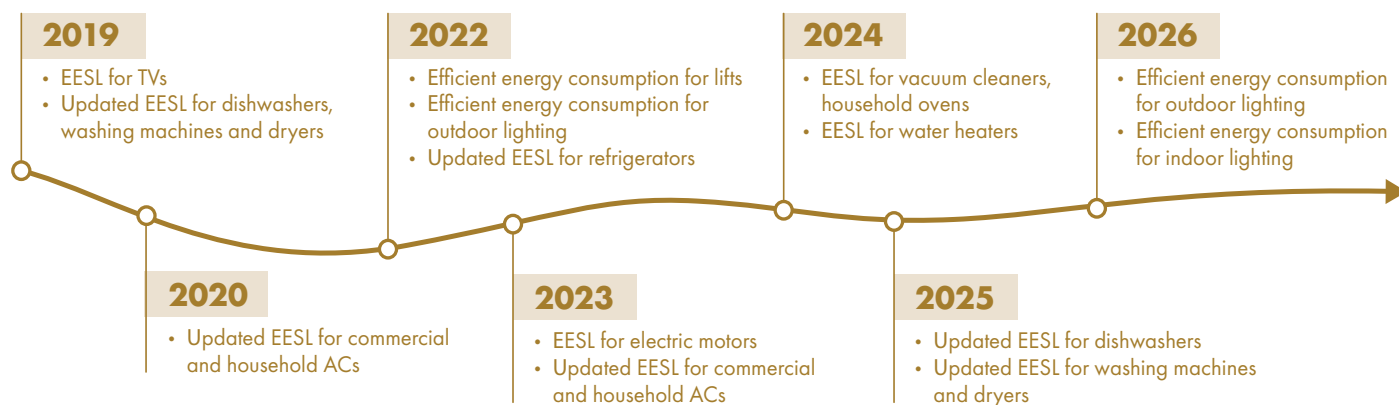 2019
• EESL for TVs
• Updated EESL for dishwashers,
washing machines and dryers
2020
• Updated EESL for commercial
and household ACs
2022
• Efficient energy consumption for lifts
• Efficient energy consumption for
outdoor lighting
• Updated EESL for refrigerators
2023
• EESL for electric motors
• Updated EESL for commercial
and household ACs
2024
• EESL for vacuum cleaners,
household ovens
• EESL for water heaters
2025
• Updated EESL for dishwashers
• Updated EESL for washing machines
and dryers
2026
• Efficient energy consumption
for outdoor lighting
• Efficient energy consumption
for indoor lighting